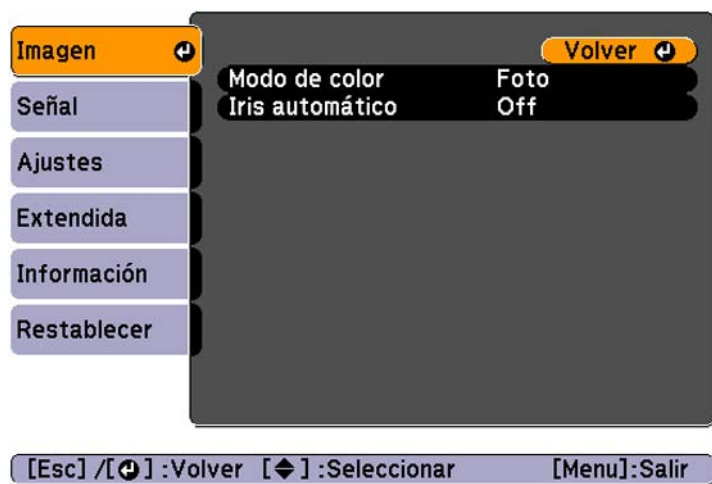 Imagen
Señal
Ajustes
Extendida
Información
Restablecer
Volver
Modo de color Foto
Iris automático Off
[Esc] /[ ] :Volver [ ] :Seleccionar [Menu]:Salir